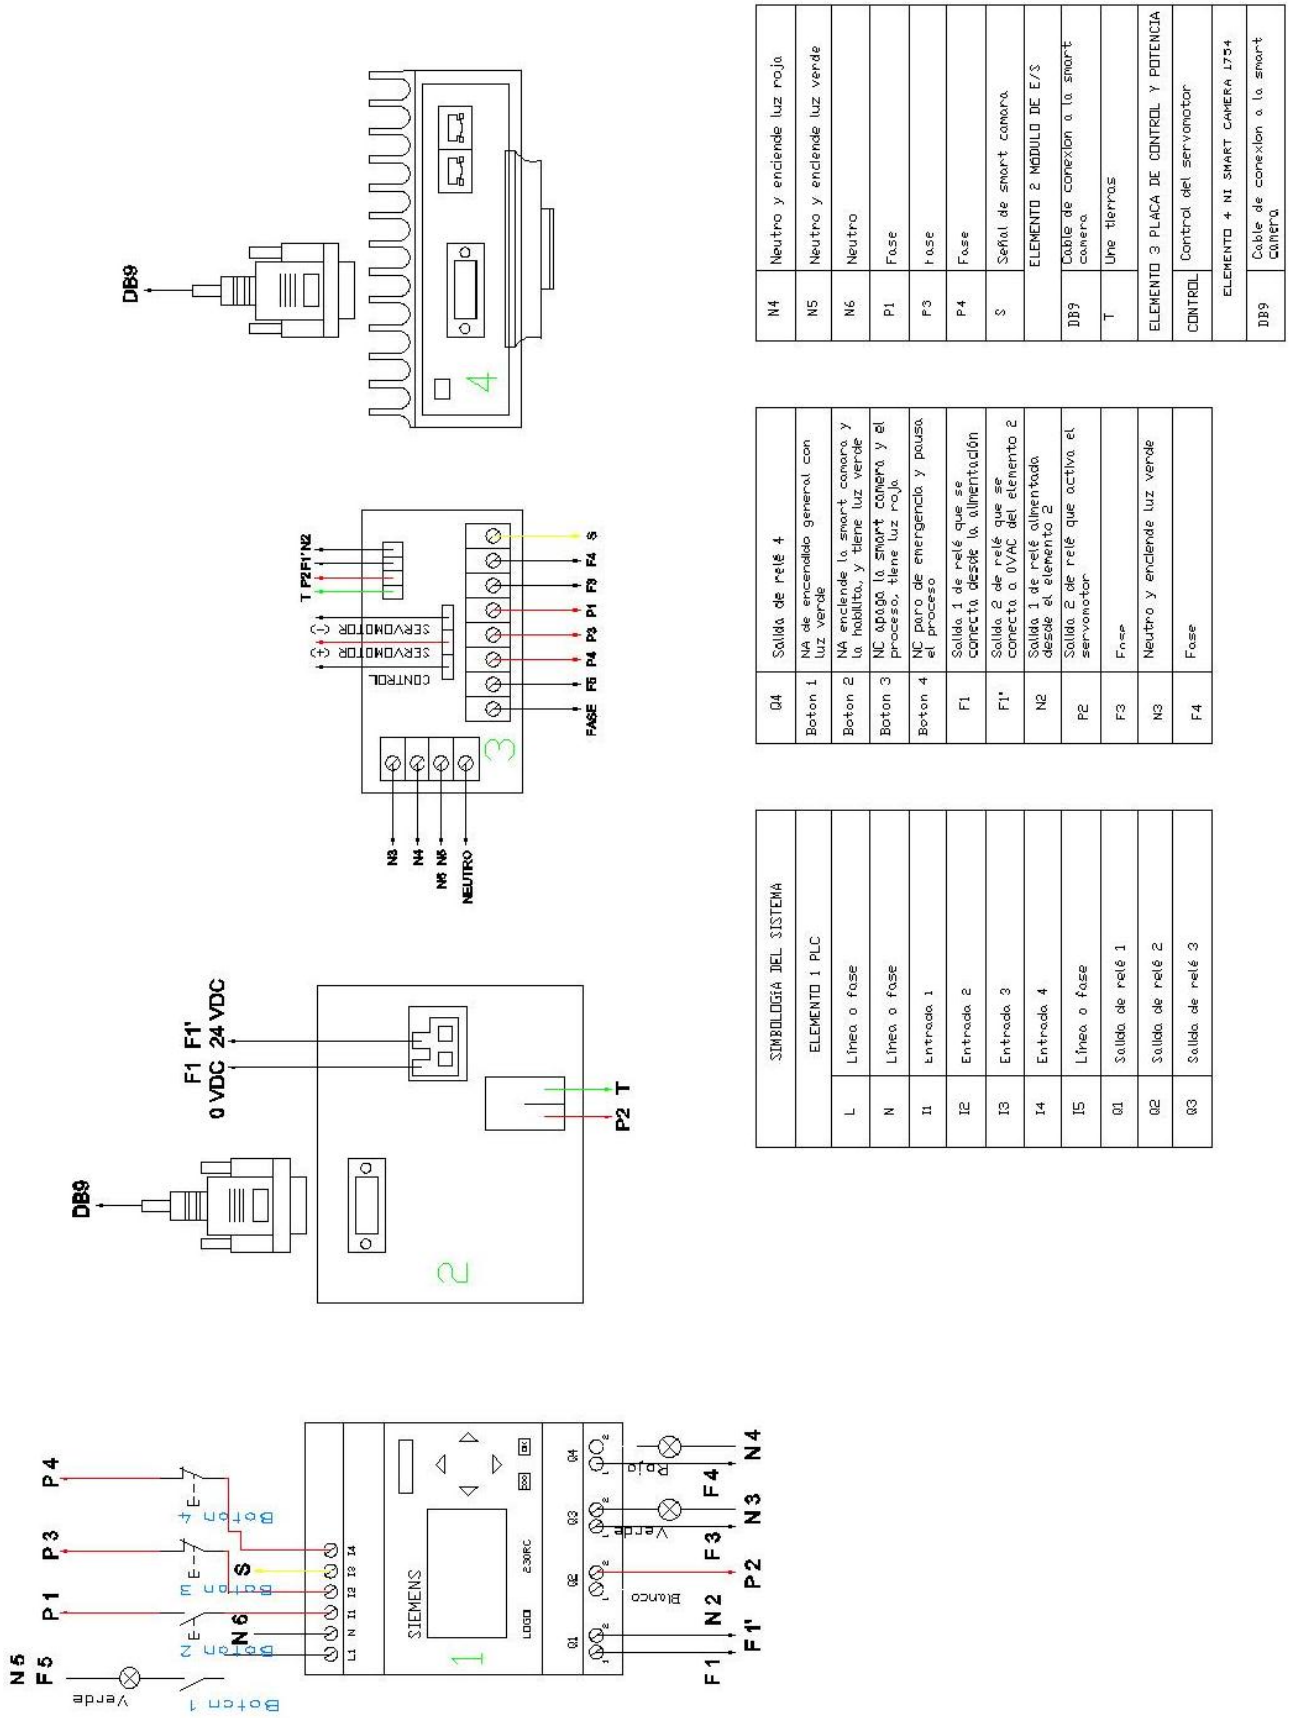 N5
F5
Verde
Boton 1
P1
Boton 2
N6
P3
Boton 3
S
P4
Boton 4
L1 N I1 I2 I3 I4
SIEMENS
LOGO
230RC
ESC
OK
1
Q1 Q2 Q3 Q4
1 2 1 2 1 2 1 2
Blanco
Verde
Rojo
F1
F1'
N2
P2
F3
N3
F4
N4
DB9
F1 F1'
0 VDC 24 VDC
2
P2 T
N3
N4
N5 N6
NEUTRO
T P2 F1' N2
CONTROL
SERVOMOTOR (+)
SERVOMOTOR (-)
3
FASE F5 P4 P3 P1 F3 F4 S
DB9
4
SIMBOLOGÍA DEL SISTEMA
ELEMENTO 1 PLC
L Línea o fase
N Línea o fase
I1 Entrada 1
I2 Entrada 2
I3 Entrada 3
I4 Entrada 4
I5 Línea o fase
Q1 Salida de relé 1
Q2 Salida de relé 2
Q3 Salida de relé 3
Q4 Salida de relé 4
Boton 1 NA de encendido general con
luz verde
Boton 2 NA enciende la smart camara y
la habilita, y tiene luz verde
Boton 3 NC apaga la smart camera y el
proceso, tiene luz roja
Boton 4 NC paro de emergencia y pausa
el proceso
F1 Salida 1 de relé que se
conecta desde la alimentación
F1' Salida 2 de relé que se
conecta a 0VAC del elemento 2
N2 Salida 1 de relé alimentada
desde el elemento 2
P2 Salida 2 de relé que activa el
servomotor
F3 Fase
N3 Neutro y enciende luz verde
F4 Fase
N4 Neutro y enciende luz roja
N5 Neutro y enciende luz verde
N6 Neutro
P1 Fase
P3 Fase
P4 Fase
S Señal de smart camara
ELEMENTO 2 MÓDULO DE E/S
DB9 Cable de conexion a la smart
camera
T Une tierras
ELEMENTO 3 PLACA DE CONTROL Y POTENCIA
CONTROL Control del servomotor
ELEMENTO 4 NI SMART CAMERA 1754
DB9 Cable de conexion a la smart
camera